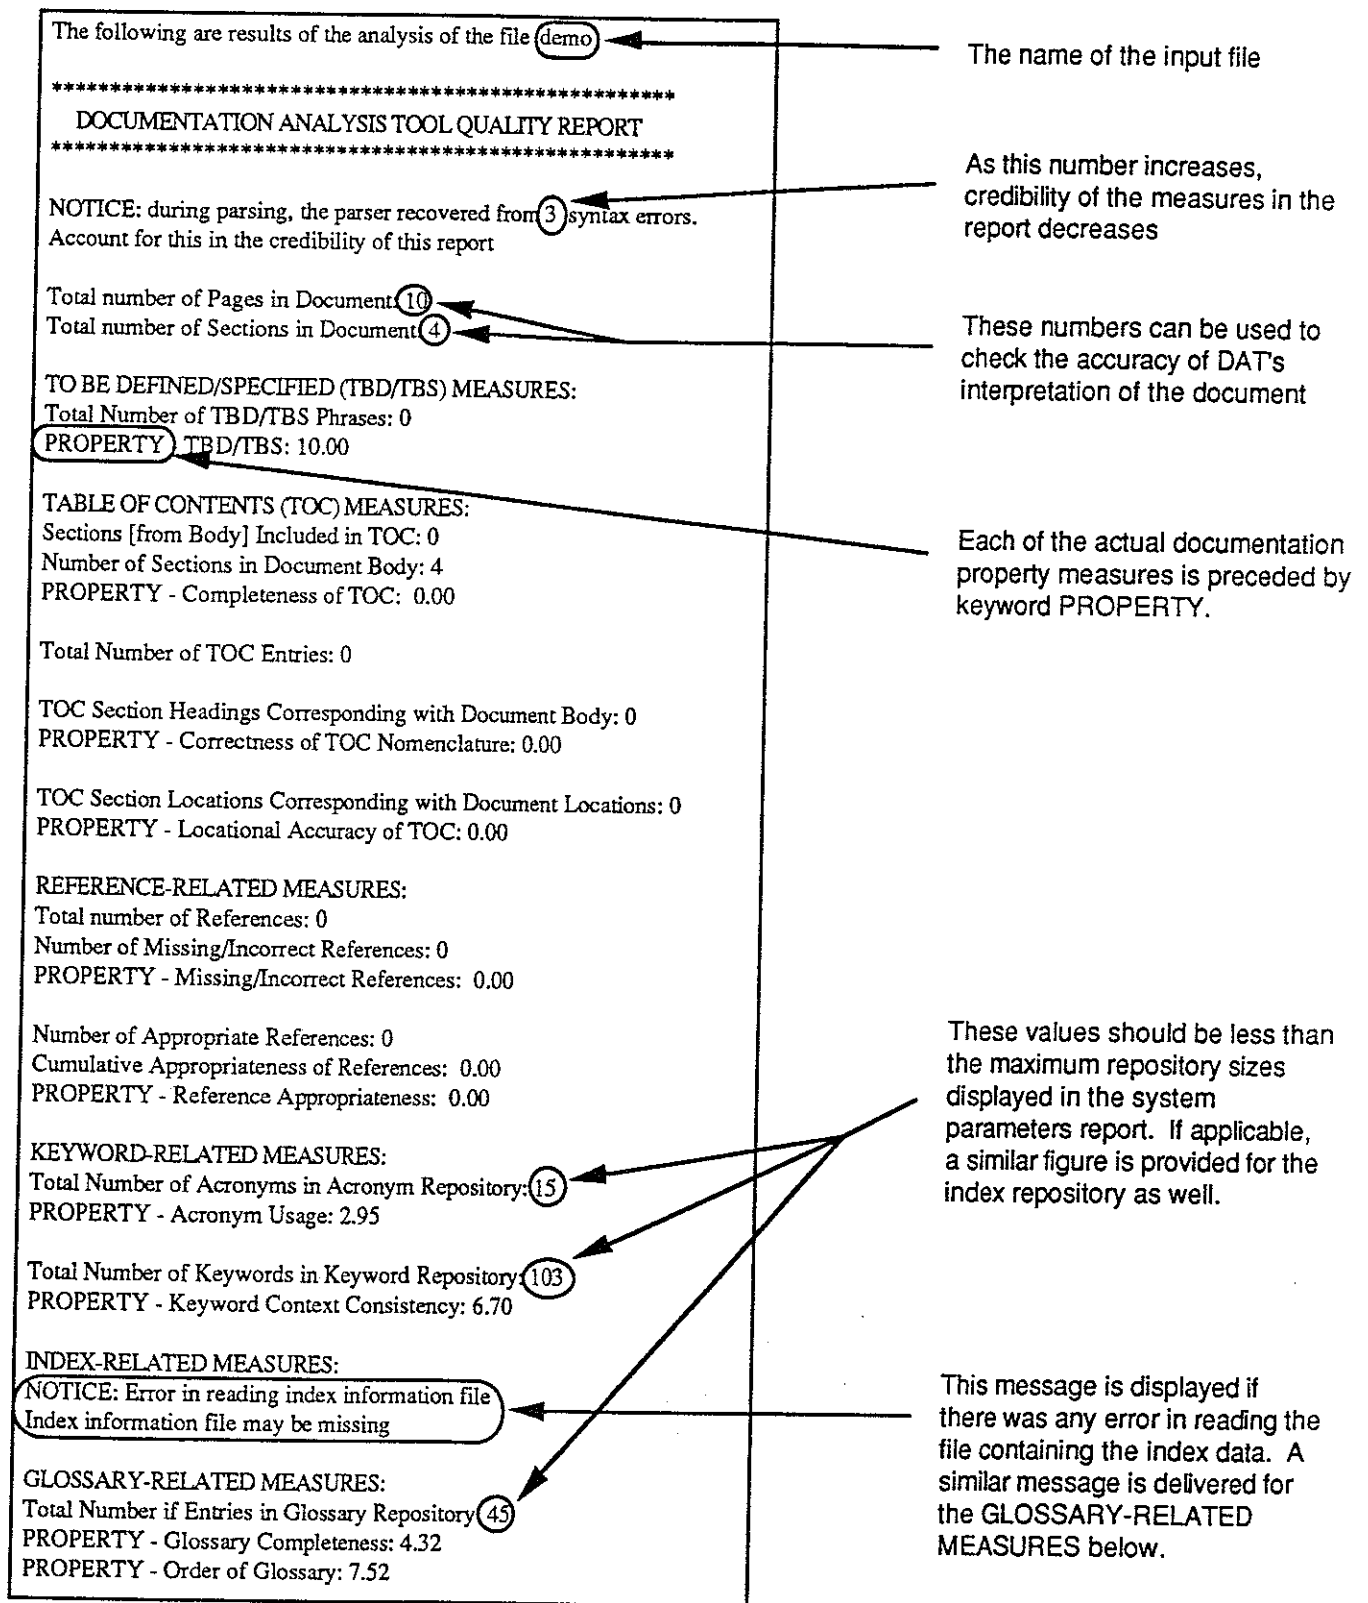 The following are results of the analysis of the file demo
*****************************************************
DOCUMENTATION ANALYSIS TOOL QUALITY REPORT
*****************************************************
NOTICE: during parsing, the parser recovered from 3 syntax errors.
Account for this in the credibility of this report
Total number of Pages in Document: 10
Total number of Sections in Document: 4
TO BE DEFINED/SPECIFIED (TBD/TBS) MEASURES:
Total Number of TBD/TBS Phrases: 0
PROPERTY - TBD/TBS: 10.00
TABLE OF CONTENTS (TOC) MEASURES:
Sections [from Body] Included in TOC: 0
Number of Sections in Document Body: 4
PROPERTY - Completeness of TOC: 0.00
Total Number of TOC Entries: 0
TOC Section Headings Corresponding with Document Body: 0
PROPERTY - Correctness of TOC Nomenclature: 0.00
TOC Section Locations Corresponding with Document Locations: 0
PROPERTY - Locational Accuracy of TOC: 0.00
REFERENCE-RELATED MEASURES:
Total number of References: 0
Number of Missing/Incorrect References: 0
PROPERTY - Missing/Incorrect References: 0.00
Number of Appropriate References: 0
Cumulative Appropriateness of References: 0.00
PROPERTY - Reference Appropriateness: 0.00
KEYWORD-RELATED MEASURES:
Total Number of Acronyms in Acronym Repository: 15
PROPERTY - Acronym Usage: 2.95
Total Number of Keywords in Keyword Repository: 103
PROPERTY - Keyword Context Consistency: 6.70
INDEX-RELATED MEASURES:
NOTICE: Error in reading index information file
Index information file may be missing
GLOSSARY-RELATED MEASURES:
Total Number if Entries in Glossary Repository: 45
PROPERTY - Glossary Completeness: 4.32
PROPERTY - Order of Glossary: 7.52
The name of the input file
As this number increases,
credibility of the measures in the
report decreases
These numbers can be used to
check the accuracy of DAT's
interpretation of the document
Each of the actual documentation
property measures is preceded by
keyword PROPERTY.
These values should be less than
the maximum repository sizes
displayed in the system
parameters report. If applicable,
a similar figure is provided for the
index repository as well.
This message is displayed if
there was any error in reading the
file containing the index data. A
similar message is delivered for
the GLOSSARY-RELATED
MEASURES below.